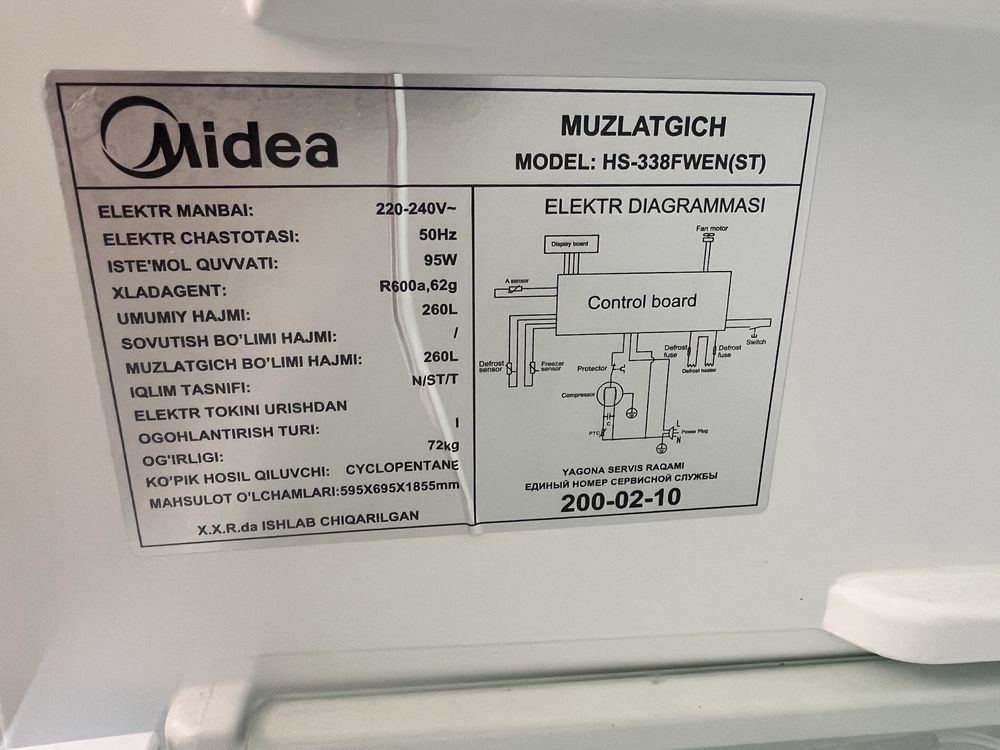 Midea
MUZLATGICH
MODEL: HS-338FWEN(ST)
ELEKTR MANBAI: 220-240V~
ELEKTR CHASTOTASI: 50Hz
ISTE'MOL QUVVATI: 95W
XLADAGENT: R600a,62g
UMUMIY HAJMI: 260L
SOVUTISH BO'LIMI HAJMI: /
MUZLATGICH BO'LIMI HAJMI: 260L
IQLIM TASNIFI: N/ST/T
ELEKTR TOKINI URISHDAN
OGOHLANTIRISH TURI: I
OG'IRLIGI: 72kg
KO'PIK HOSIL QILUVCHI: CYCLOPENTANE
MAHSULOT O'LCHAMLARI:595X695X1855mm
X.X.R.da ISHLAB CHIQARILGAN
ELEKTR DIAGRAMMASI
Fan motor
Display board
A sensor
Control board
Switch
Defrost
sensor
Freezer
sensor
Defrost
fuse
Defrost
fuse
Defrost heater
Protector
Compressor
C
PTC
L
Power Plug
N
YAGONA SERVIS RAQAMI
ЕДИНЫЙ НОМЕР СЕРВИСНОЙ СЛУЖБЫ
200-02-10